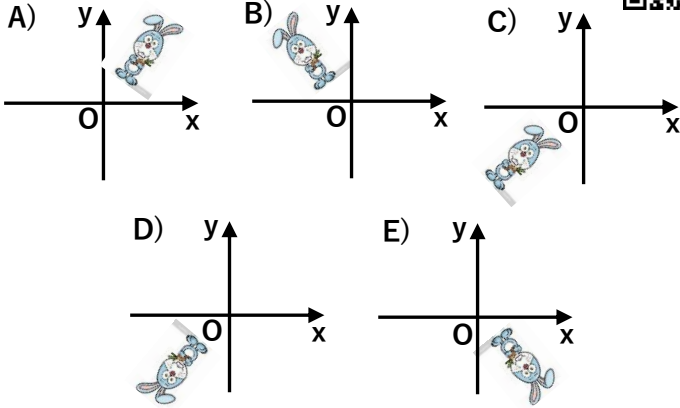 A) y O x
B) y O x
C) y O x
D) y O x
E) y O x